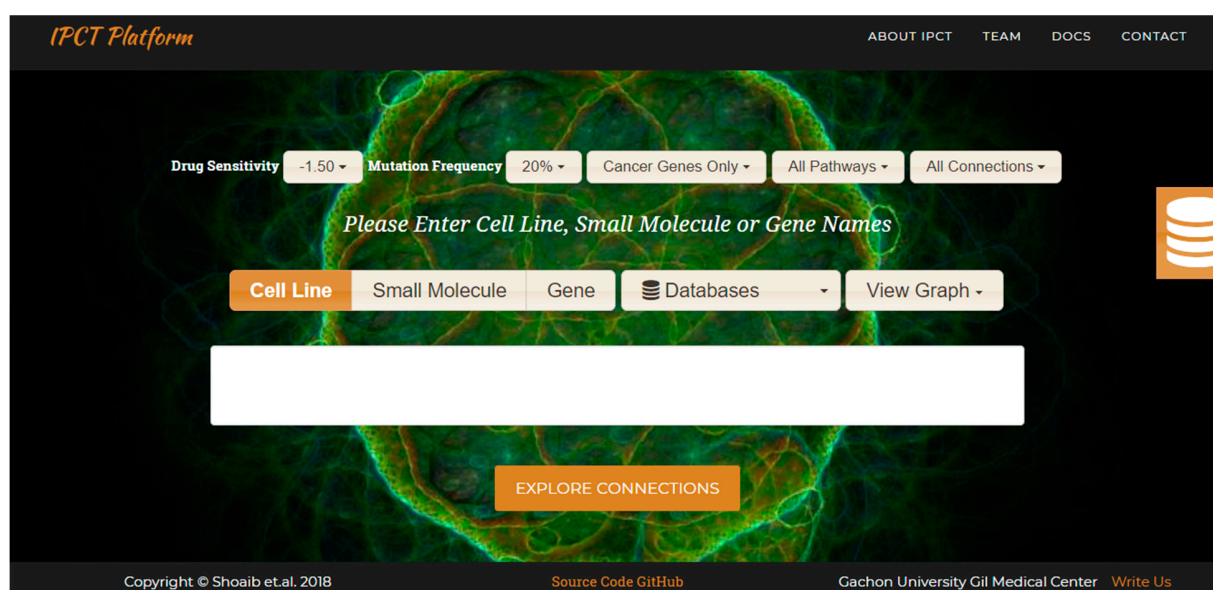 IPCT Platform ABOUT IPCT TEAM DOCS CONTACT
Drug Sensitivity -1.50 Mutation Frequency 20% Cancer Genes Only All Pathways All Connections
Please Enter Cell Line, Small Molecule or Gene Names
Cell Line Small Molecule Gene Databases View Graph
EXPLORE CONNECTIONS
Copyright © Shoaib et.al. 2018 Source Code GitHub Gachon University Gil Medical Center Write Us